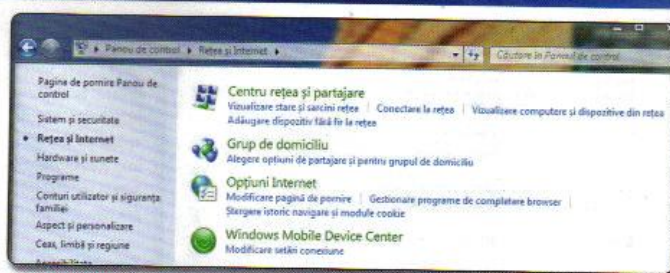 Panou de control ▸ Rețea și Internet ▸
Căutare în Panoul de control
Pagina de pornire Panou de
control
Sistem și securitate
Rețea și Internet
Hardware și sunete
Programe
Conturi utilizator și siguranța
familiei
Aspect și personalizare
Ceas, limbă și regiune
Accesibilitate
Centru rețea și partajare
Vizualizare stare și sarcini rețea | Conectare la rețea | Vizualizare computere și dispozitive din rețea
Adăugare dispozitiv fără fir la rețea
Grup de domiciliu
Alegere opțiuni de partajare și pentru grupul de domiciliu
Opțiuni Internet
Modificare pagină de pornire | Gestionare programe de completare browser |
Ștergere istoric navigare și module cookie
Windows Mobile Device Center
Modificare setări conexiune